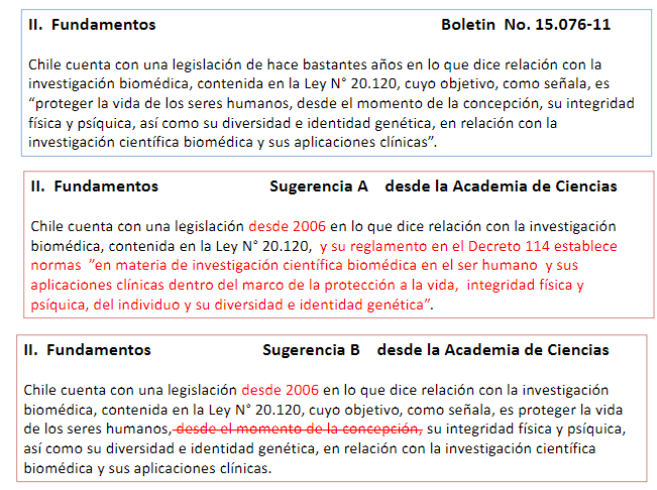 II. Fundamentos Boletin No. 15.076-11
Chile cuenta con una legislación de hace bastantes años en lo que dice relación con la
investigación biomédica, contenida en la Ley N° 20.120, cuyo objetivo, como señala, es
“proteger la vida de los seres humanos, desde el momento de la concepción, su integridad
física y psíquica, así como su diversidad e identidad genética, en relación con la
investigación científica biomédica y sus aplicaciones clínicas”.
II. Fundamentos Sugerencia A desde la Academia de Ciencias
Chile cuenta con una legislación desde 2006 en lo que dice relación con la investigación
biomédica, contenida en la Ley N° 20.120, y su reglamento en el Decreto 114 establece
normas ”en materia de investigación científica biomédica en el ser humano y sus
aplicaciones clínicas dentro del marco de la protección a la vida, integridad física y
psíquica, del individuo y su diversidad e identidad genética”.
II. Fundamentos Sugerencia B desde la Academia de Ciencias
Chile cuenta con una legislación desde 2006 en lo que dice relación con la investigación
biomédica, contenida en la Ley N° 20.120, cuyo objetivo, como señala, es proteger la vida
de los seres humanos, desde el momento de la concepción, su integridad física y psíquica,
así como su diversidad e identidad genética, en relación con la investigación científica
biomédica y sus aplicaciones clínicas.